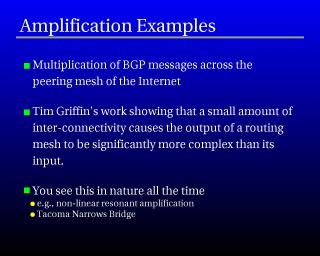 Amplification Examples
Multiplication of BGP messages across the
peering mesh of the Internet
Tim Griffin's work showing that a small amount of
inter-connectivity causes the output of a routing
mesh to be significantly more complex than its
input.
You see this in nature all the time
e.g., non-linear resonant amplification
Tacoma Narrows Bridge